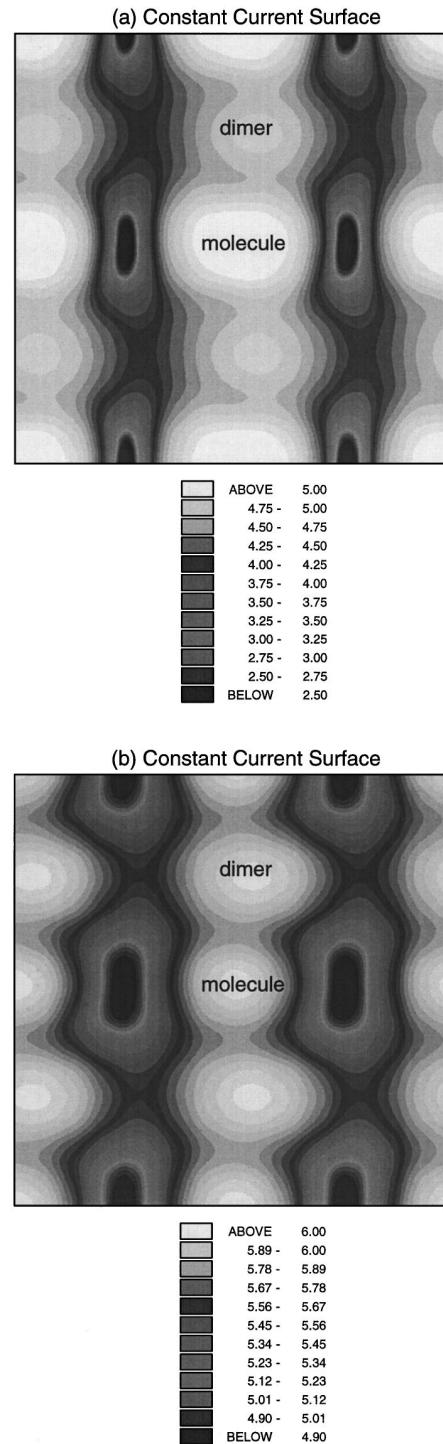 (a) Constant Current Surface
dimer
molecule
ABOVE 5.00
4.75 - 5.00
4.50 - 4.75
4.25 - 4.50
4.00 - 4.25
3.75 - 4.00
3.50 - 3.75
3.25 - 3.50
3.00 - 3.25
2.75 - 3.00
2.50 - 2.75
BELOW 2.50
(b) Constant Current Surface
dimer
molecule
ABOVE 6.00
5.89 - 6.00
5.78 - 5.89
5.67 - 5.78
5.56 - 5.67
5.45 - 5.56
5.34 - 5.45
5.23 - 5.34
5.12 - 5.23
5.01 - 5.12
4.90 - 5.01
BELOW 4.90